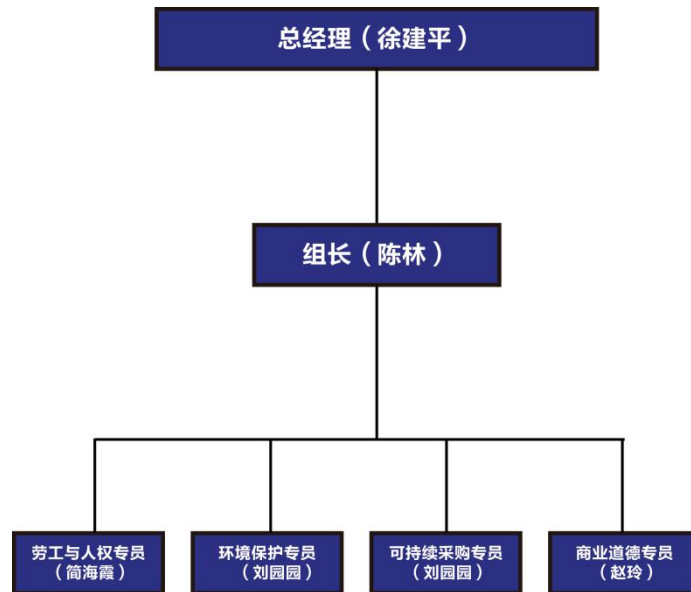 总经理（徐建平）
组长（陈林）
劳工与人权专员
（简海霞）
环境保护专员
（刘园园）
可持续采购专员
（刘园园）
商业道德专员
（赵玲）